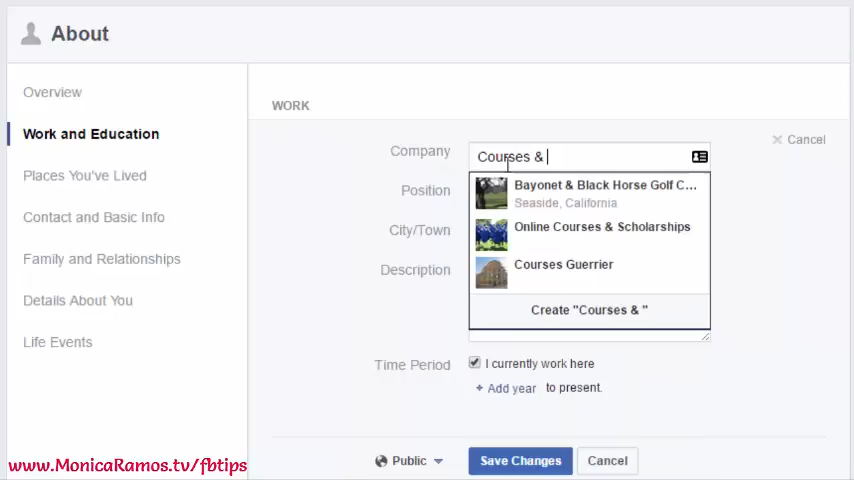 About
Overview
Work and Education
Places You've Lived
Contact and Basic Info
Family and Relationships
Details About You
Life Events
WORK
Cancel
Company
Courses &
Position
City/Town
Description
Bayonet & Black Horse Golf C...
Seaside, California
Online Courses & Scholarships
Courses Guerrier
Create "Courses & "
Time Period
I currently work here
+ Add year to present.
Public
Save Changes
Cancel
www.MonicaRamos.tv/fbtips